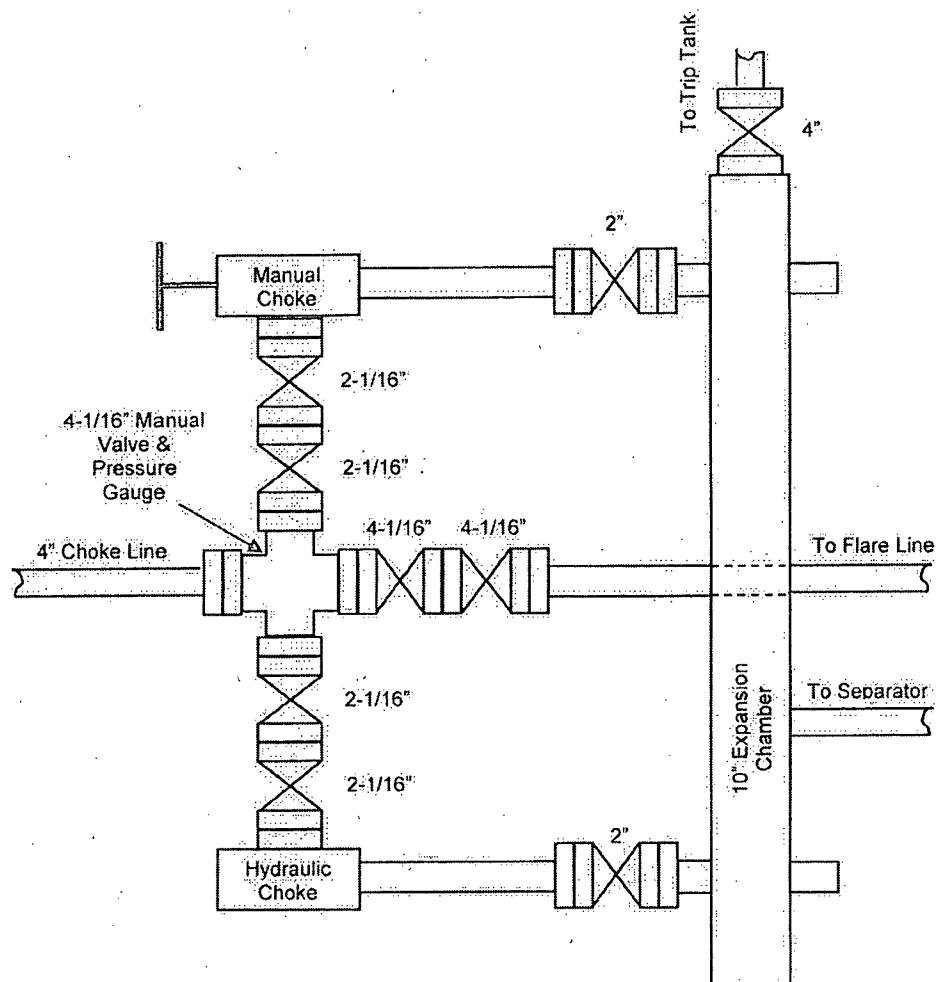 To Trip Tank
4"
2"
Manual
Choke
2-1/16"
4-1/16" Manual
Valve &
Pressure
Gauge
2-1/16"
4-1/16"
4-1/16"
4" Choke Line
To Flare Line
2-1/16"
To Separator
10" Expansion
Chamber
2-1/16"
2"
Hydraulic
Choke